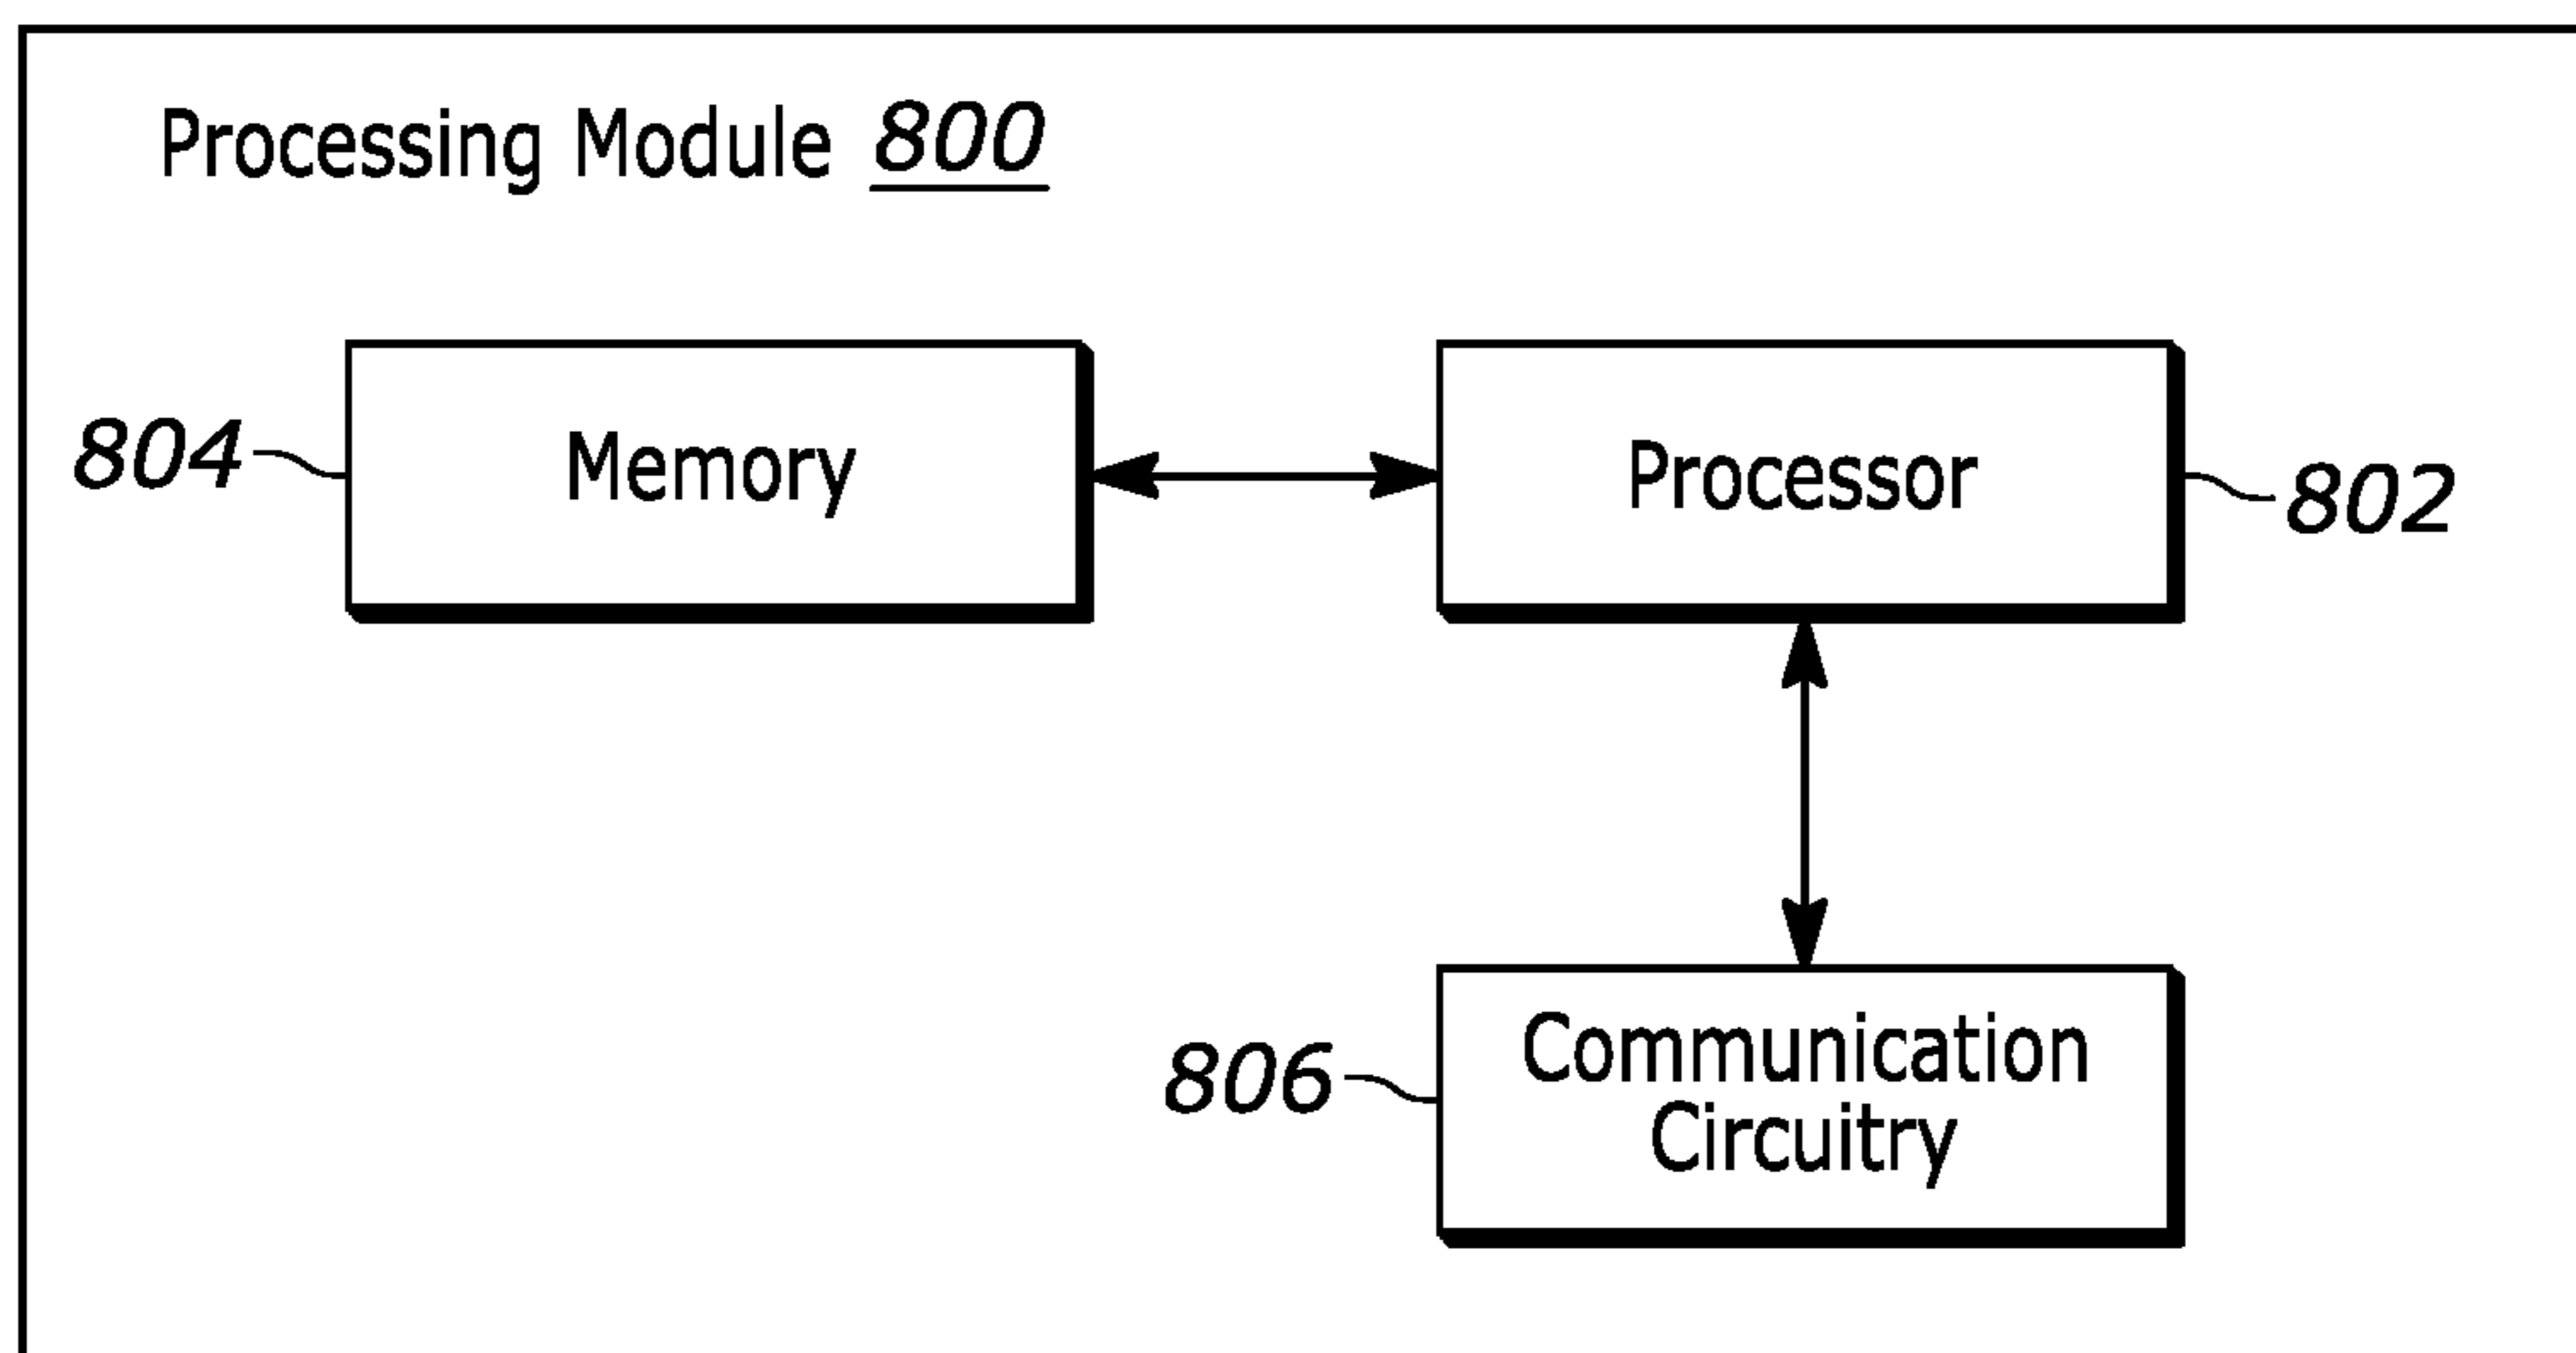 Processing Module 800
804
Memory
Processor
802
806
Communication
Circuitry